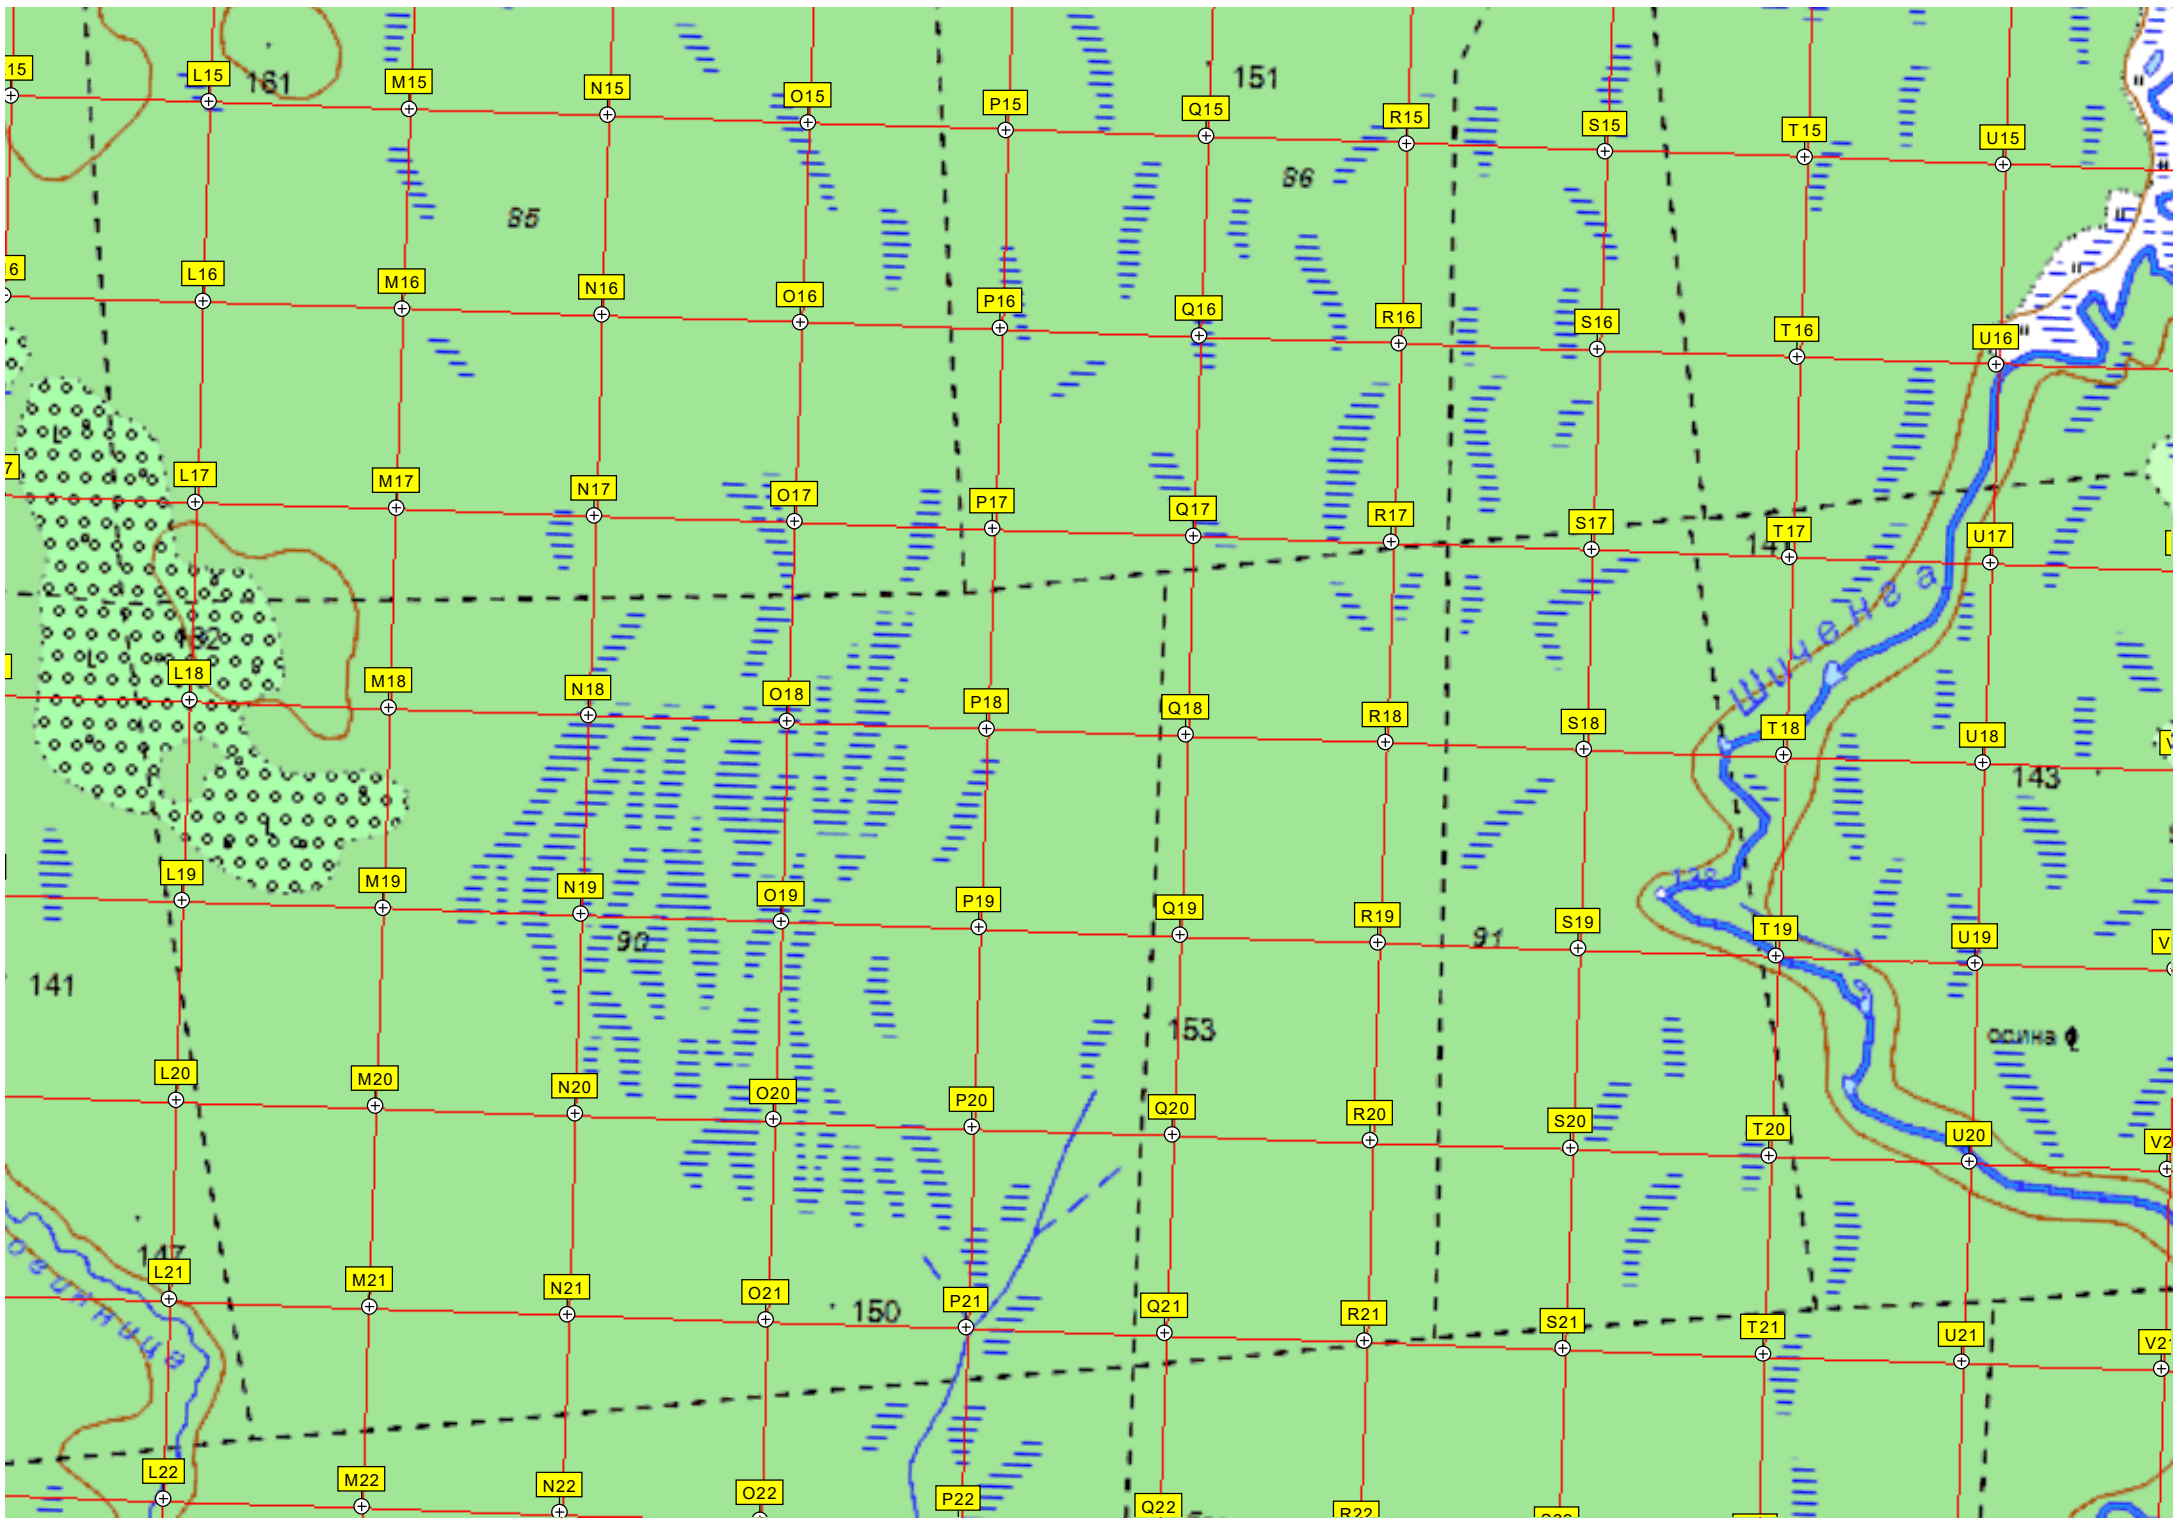 15 L15 161 M15 N15 O15 P15 Q15 151 R15 S15 T15 U15
85 86
16 L16 M16 N16 O16 P16 Q16 R16 S16 T16 U16
L17 M17 N17 O17 P17 Q17 R17 S17 T17 U17
Шиченга
L18 M18 N18 O18 P18 Q18 R18 S18 T18 U18
143
L19 M19 N19 O19 P19 Q19 R19 S19 T19 U19
90 91
141
153
осина
L20 M20 N20 O20 P20 Q20 R20 S20 T20 U20
147
L21 M21 N21 O21 150 P21 Q21 R21 S21 T21 U21
L22 M22 N22 O22 P22 Q22 R22